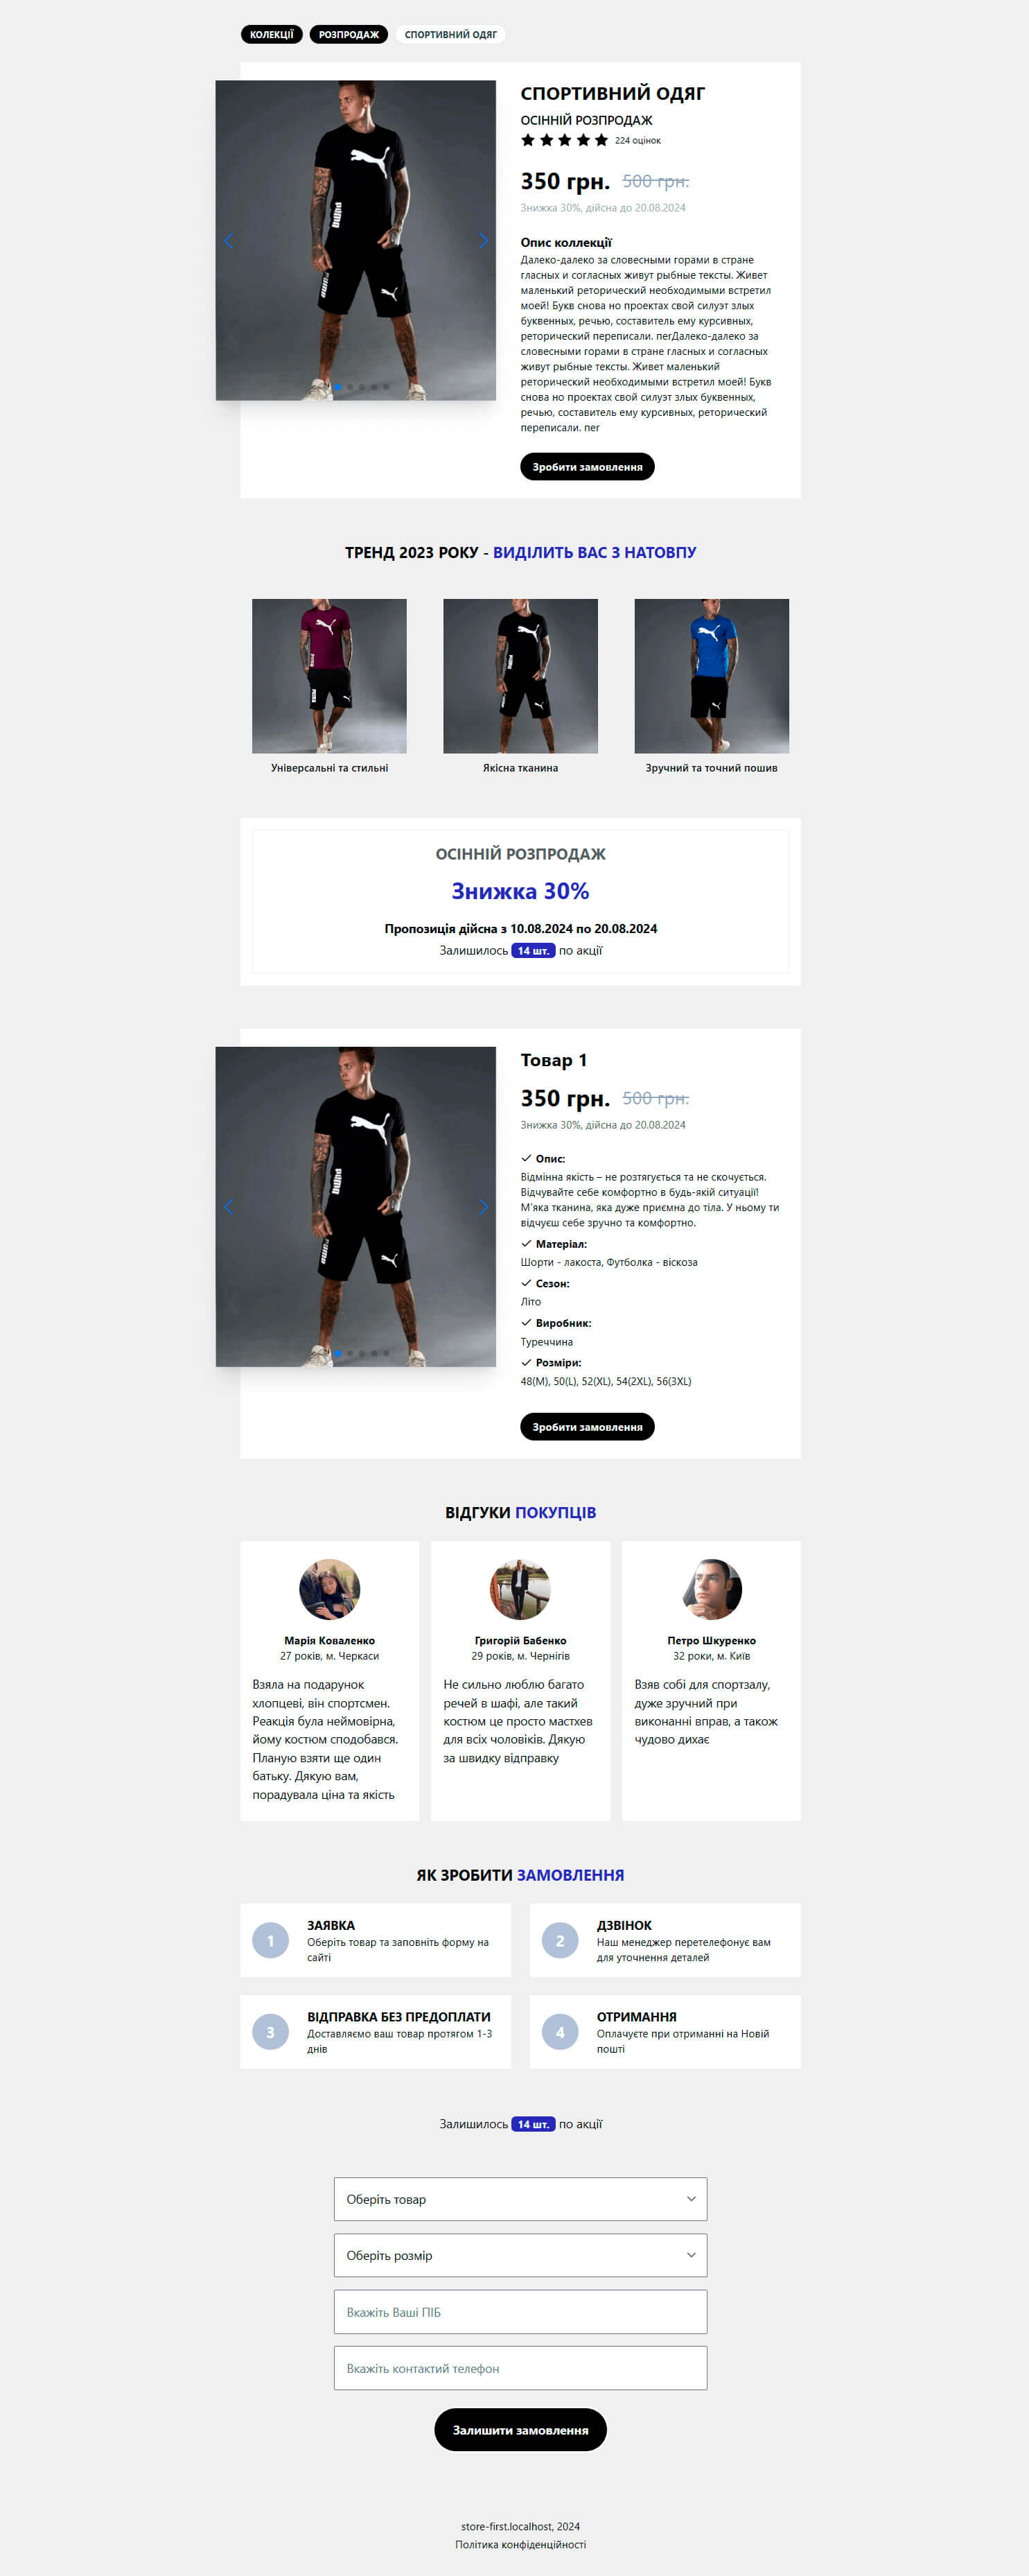 КОЛЕКЦІЇ
РОЗПРОДАЖ
СПОРТИВНИЙ ОДЯГ
СПОРТИВНИЙ ОДЯГ
ОСІННІЙ РОЗПРОДАЖ
224 оцінок
350 грн. 500 грн.
Знижка 30%, дійсна до 20.08.2024
Опис коллекції
Далеко-далеко за словесными горами в стране
гласных и согласных живут рыбные тексты. Живет
маленький реторический необходимыми встретил
моей! Букв снова но проектах свой силуэт злых
буквенных, речью, составитель ему курсивных,
реторический переписали. пегДалеко-далеко за
словесными горами в стране гласных и согласных
живут рыбные тексты. Живет маленький
реторический необходимыми встретил моей! Букв
снова но проектах свой силуэт злых буквенных,
речью, составитель ему курсивных, реторический
переписали. пег
Зробити замовлення
ТРЕНД 2023 РОКУ - ВИДІЛИТЬ ВАС З НАТОВПУ
Універсальні та стильні
Якісна тканина
Зручний та точний пошив
ОСІННІЙ РОЗПРОДАЖ
Знижка 30%
Пропозиція дійсна з 10.08.2024 по 20.08.2024
Залишилось 14 шт. по акції
Товар 1
350 грн. 500 грн.
Знижка 30%, дійсна до 20.08.2024
Опис:
Відмінна якість – не розтягується та не скочується.
Відчувайте себе комфортно в будь-якій ситуації!
М'яка тканина, яка дуже приємна до тіла. У ньому ти
відчуєш себе зручно та комфортно.
Матеріал:
Шорти - лакоста, Футболка - віскоза
Сезон:
Літо
Виробник:
Туреччина
Розміри:
48(M), 50(L), 52(XL), 54(2XL), 56(3XL)
Зробити замовлення
ВІДГУКИ ПОКУПЦІВ
Марія Коваленко
27 років, м. Черкаси
Взяла на подарунок
хлопцеві, він спортсмен.
Реакція була неймовірна,
йому костюм сподобався.
Планую взяти ще один
батьку. Дякую вам,
порадувала ціна та якість
Григорій Бабенко
29 років, м. Чернігів
Не сильно люблю багато
речей в шафі, але такий
костюм це просто мастхев
для всіх чоловіків. Дякую
за швидку відправку
Петро Шкуренко
32 роки, м. Київ
Взяв собі для спортзалу,
дуже зручний при
виконанні вправ, а також
чудово дихає
ЯК ЗРОБИТИ ЗАМОВЛЕННЯ
1
ЗАЯВКА
Оберіть товар та заповніть форму на
сайті
2
ДЗВІНОК
Наш менеджер перетелефонує вам
для уточнення деталей
3
ВІДПРАВКА БЕЗ ПРЕДОПЛАТИ
Доставляємо ваш товар протягом 1-3
днів
4
ОТРИМАННЯ
Оплачуєте при отриманні на Новій
пошті
Залишилось 14 шт. по акції
Оберіть товар
Оберіть розмір
Вкажіть Ваші ПІБ
Вкажіть контактий телефон
Залишити замовлення
store-first.localhost, 2024
Політика конфіденційності